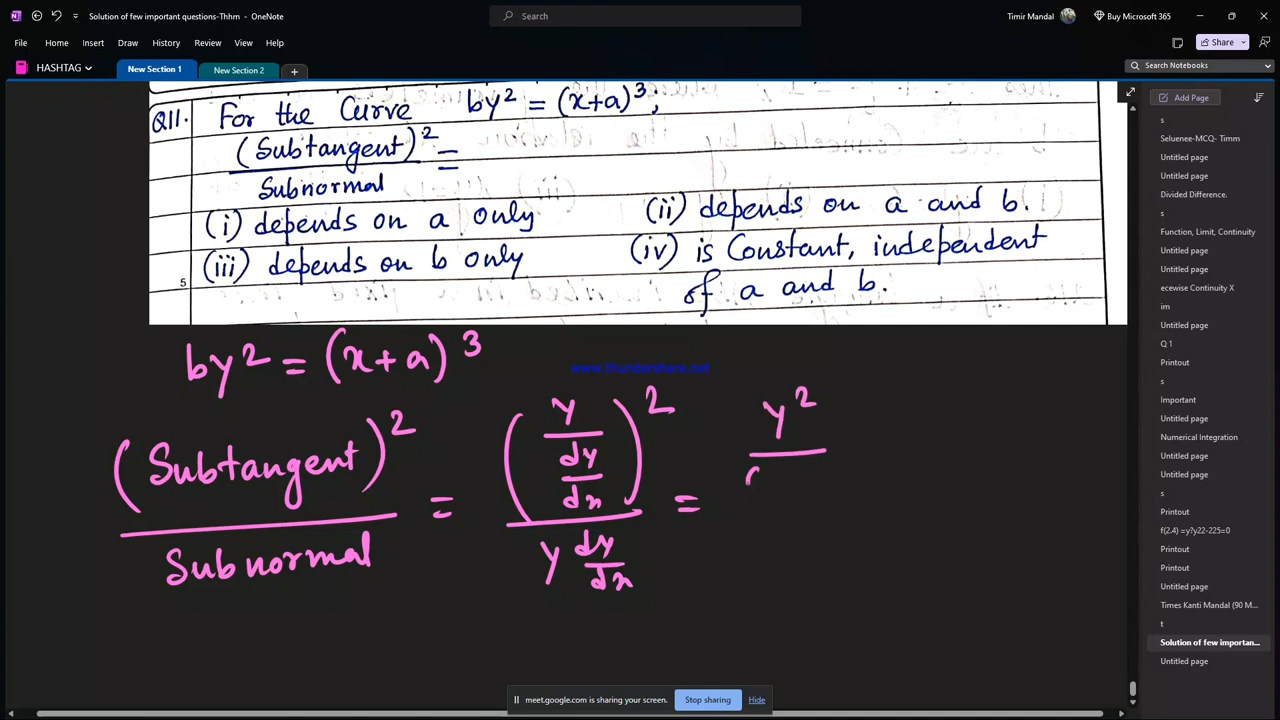 Solution of few important questions-Thhm - OneNote
Search
Timir Mandal
Buy Microsoft 365
File Home Insert Draw History Review View Help
Share
HASHTAG
New Section 1
New Section 2
+
Search Notebooks
Add Page
s
Seluenee-MCQ- Timm
Untitled page
Untitled page
Divided Difference.
s
Function, Limit, Continuity
Untitled page
Untitled page
ecewise Continuity X
im
Untitled page
Q 1
Printout
s
Important
Untitled page
Numerical Integration
Untitled page
Untitled page
s
Printout
f(2.4) =y?y22-225=0
Printout
Printout
Untitled page
Times Kanti Mandal (90 M...
t
Solution of few importan...
Untitled page
Q11. For the Curve by² = (x+a)³,
(Subtangent)² / Subnormal =
(i) depends on a only (ii) depends on a and b.
(iii) depends on b only (iv) is Constant, independent
5 of a and b.
by² = (x+a)³
www.thundershare.net
(Subtangent)² / Subnormal = (y / (dy/dx))² / (y dy/dx) = y²
meet.google.com is sharing your screen. Stop sharing Hide